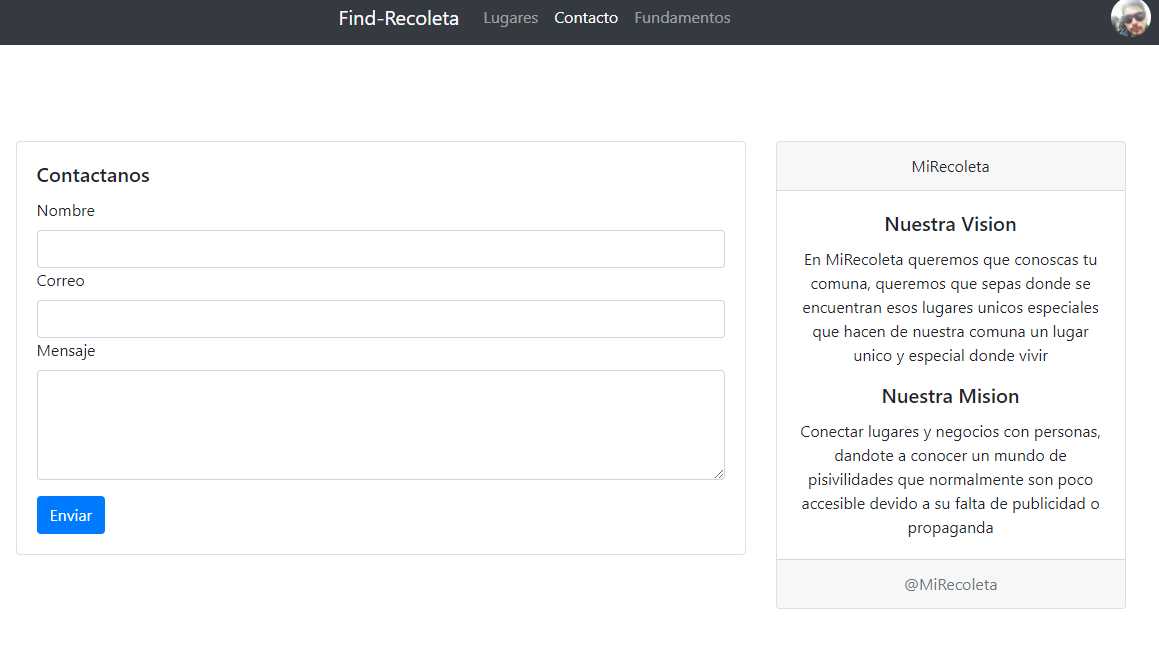 Find-Recoleta Lugares Contacto Fundamentos
Contactanos
Nombre
Correo
Mensaje
Enviar
MiRecoleta
Nuestra Vision
En MiRecoleta queremos que conoscas tu
comuna, queremos que sepas donde se
encuentran esos lugares unicos especiales
que hacen de nuestra comuna un lugar
unico y especial donde vivir
Nuestra Mision
Conectar lugares y negocios con personas,
dandote a conocer un mundo de
pisivilidades que normalmente son poco
accesible devido a su falta de publicidad o
propaganda
@MiRecoleta